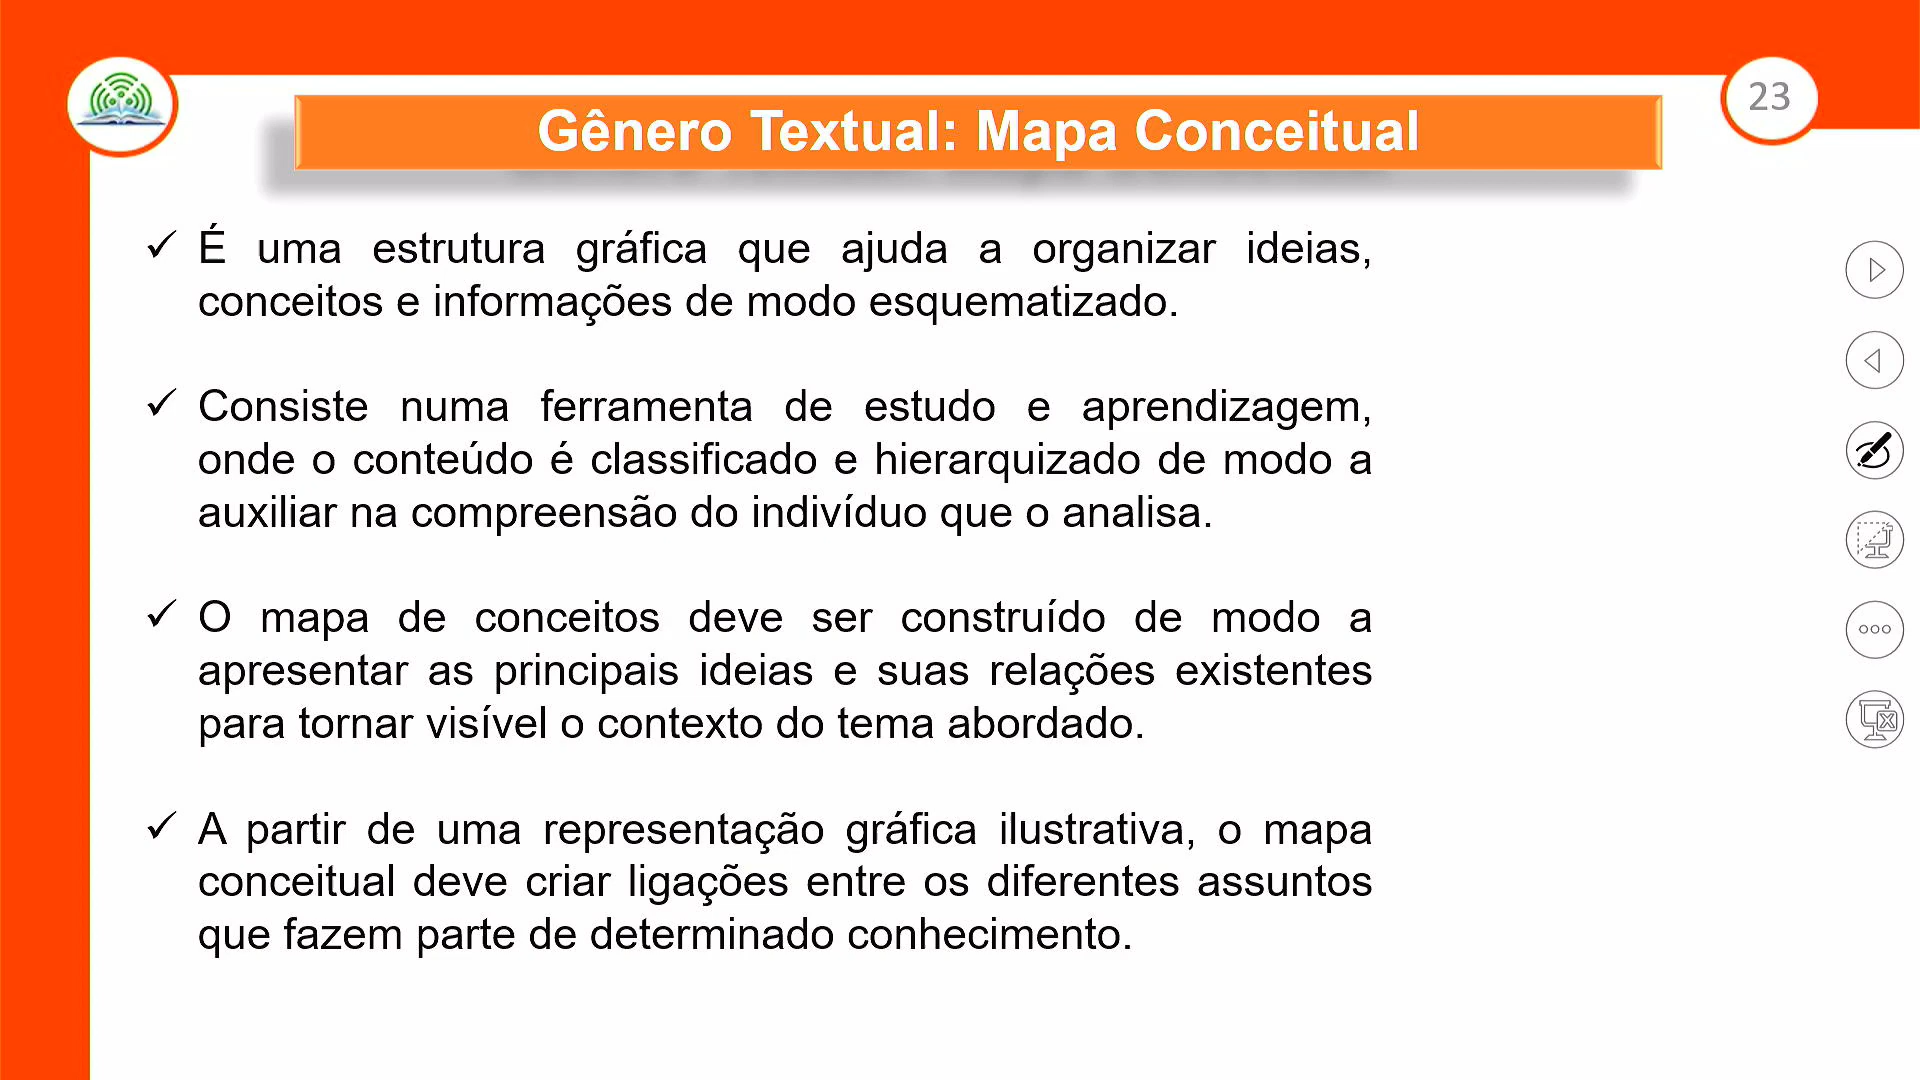 23
Gênero Textual: Mapa Conceitual
✓ É uma estrutura gráfica que ajuda a organizar ideias,
conceitos e informações de modo esquematizado.
✓ Consiste numa ferramenta de estudo e aprendizagem,
onde o conteúdo é classificado e hierarquizado de modo a
auxiliar na compreensão do indivíduo que o analisa.
✓ O mapa de conceitos deve ser construído de modo a
apresentar as principais ideias e suas relações existentes
para tornar visível o contexto do tema abordado.
✓ A partir de uma representação gráfica ilustrativa, o mapa
conceitual deve criar ligações entre os diferentes assuntos
que fazem parte de determinado conhecimento.